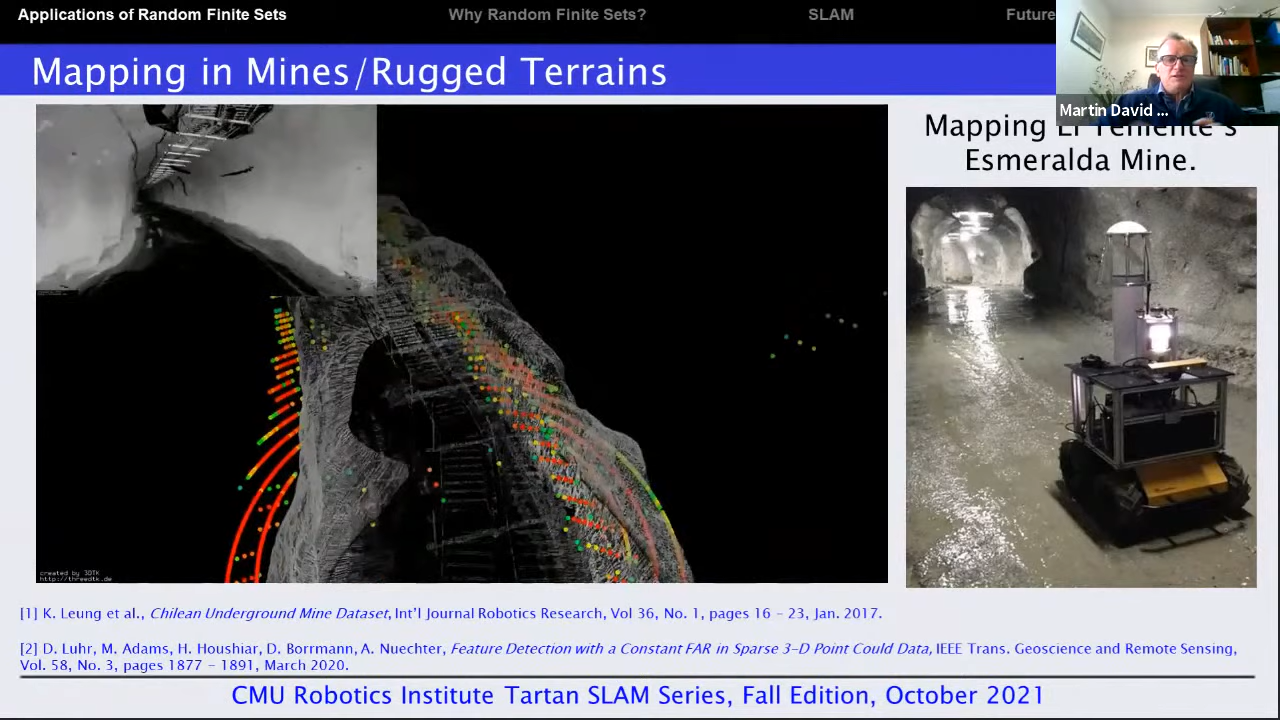 Applications of Random Finite Sets
Why Random Finite Sets?
SLAM
Future
Mapping in Mines/Rugged Terrains
Martin David ...
Mapping El Teniente's
Esmeralda Mine.
created by 3DTK
http://threedtk.de
[1] K. Leung et al., Chilean Underground Mine Dataset, Int'l Journal Robotics Research, Vol 36, No. 1, pages 16 – 23, Jan. 2017.
[2] D. Luhr, M. Adams, H. Houshiar, D. Borrmann, A. Nuechter, Feature Detection with a Constant FAR in Sparse 3-D Point Could Data, IEEE Trans. Geoscience and Remote Sensing,
Vol. 58, No. 3, pages 1877 – 1891, March 2020.
CMU Robotics Institute Tartan SLAM Series, Fall Edition, October 2021